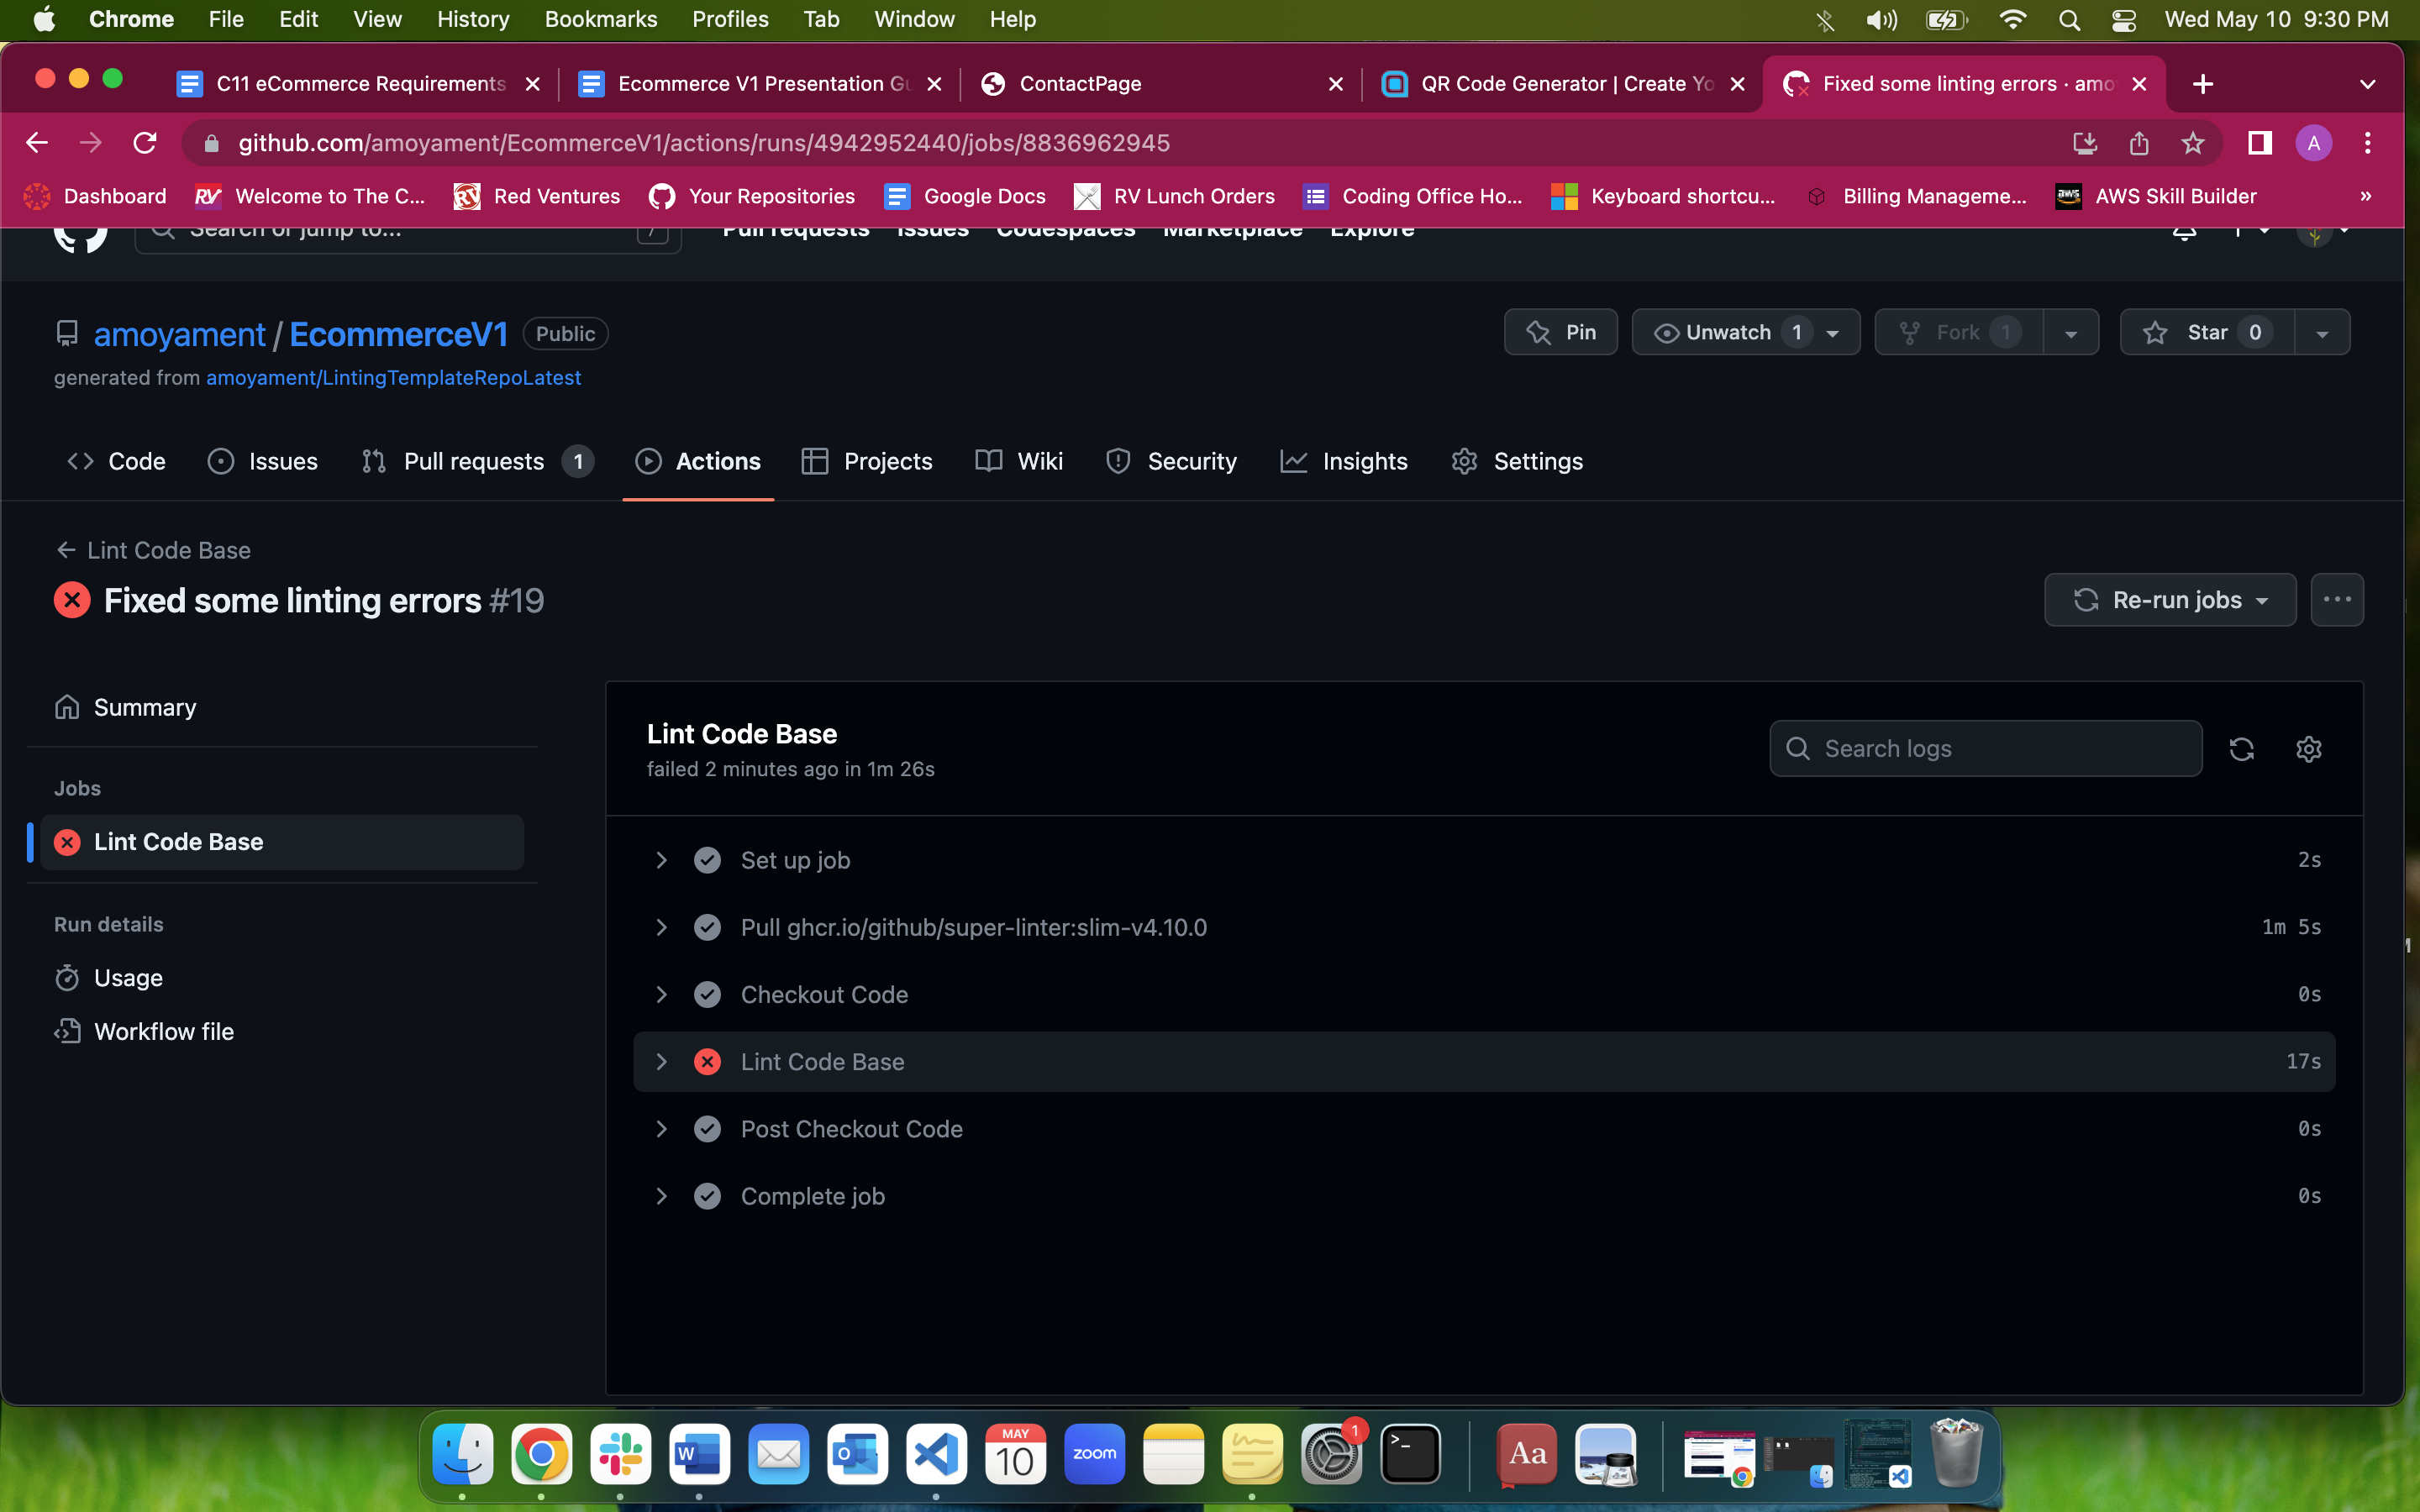 Chrome File Edit View History Bookmarks Profiles Tab Window Help Wed May 10 9:30 PM
C11 eCommerce Requirements Ecommerce V1 Presentation Gu ContactPage QR Code Generator | Create Yo Fixed some linting errors · amo
github.com/amoyament/EcommerceV1/actions/runs/4942952440/jobs/8836962945 A
Dashboard RV Welcome to The C... Red Ventures Your Repositories Google Docs RV Lunch Orders Coding Office Ho... Keyboard shortcu... Billing Manageme... aws AWS Skill Builder »
Search or jump to... / Pull requests Issues Codespaces Marketplace Explore
amoyament / EcommerceV1 Public Pin Unwatch 1 Fork 1 Star 0
generated from amoyament/LintingTemplateRepoLatest
Code Issues Pull requests 1 Actions Projects Wiki Security Insights Settings
← Lint Code Base
Fixed some linting errors #19 Re-run jobs ...
Summary
Jobs
Lint Code Base
Run details
Usage
Workflow file
Lint Code Base
failed 2 minutes ago in 1m 26s
Search logs
Set up job 2s
Pull ghcr.io/github/super-linter:slim-v4.10.0 1m 5s
Checkout Code 0s
Lint Code Base 17s
Post Checkout Code 0s
Complete job 0s
W O MAY 10 zoom 1 >_ Aa